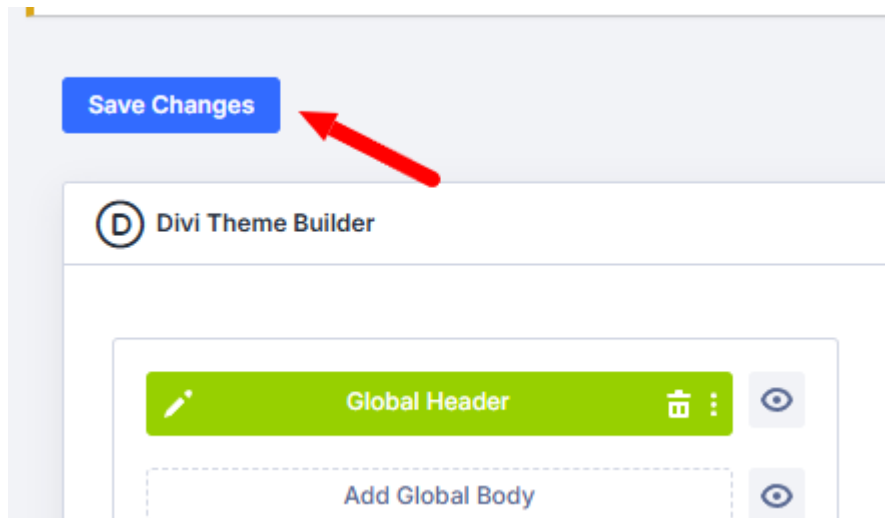 Save Changes
D Divi Theme Builder
Global Header
Add Global Body